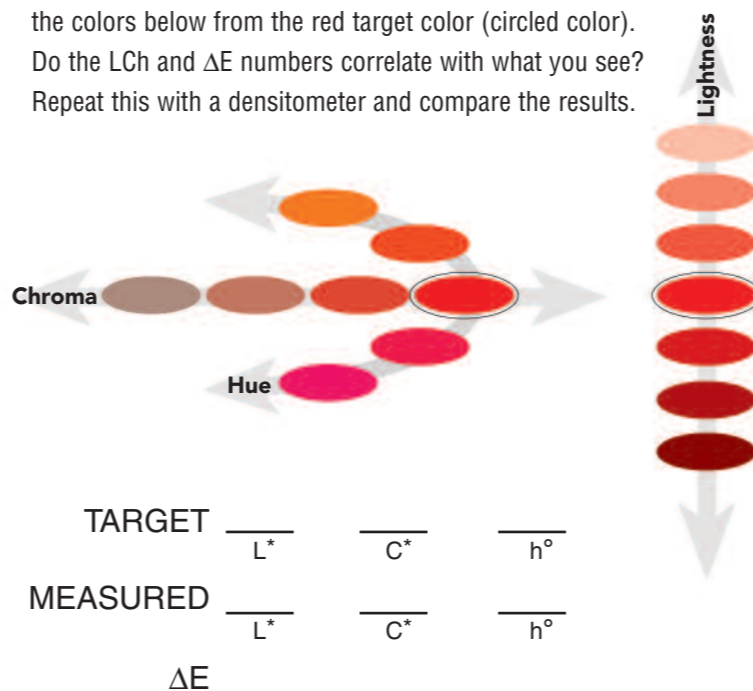 the colors below from the red target color (circled color).
Do the LCh and ΔE numbers correlate with what you see?
Repeat this with a densitometer and compare the results.
Lightness
Chroma
Hue
TARGET
L* C* h°
MEASURED
L* C* h°
ΔE